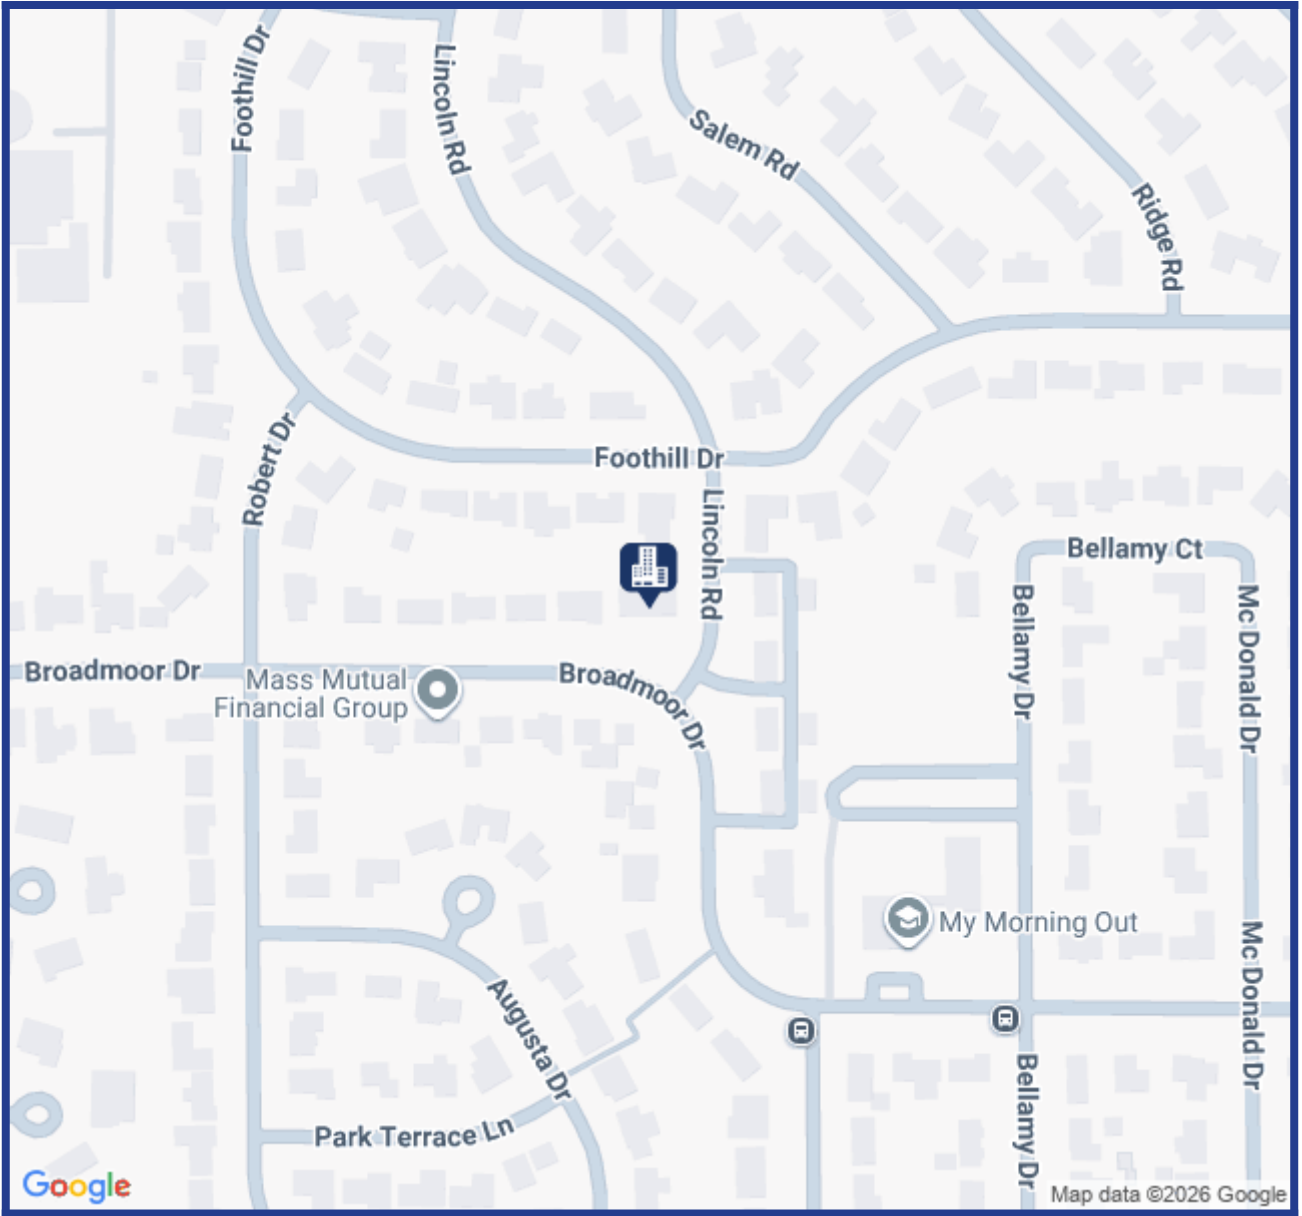 Foothill Dr
Lincoln Rd
Salem Rd
Ridge Rd
Robert Dr
Foothill Dr
Lincoln Rd
Bellamy Ct
Bellamy Dr
Mc Donald Dr
Broadmoor Dr
Mass Mutual
Financial Group
Broadmoor Dr
My Morning Out
Mc Donald Dr
Augusta Dr
Bellamy Dr
Park Terrace Ln
Google
Map data ©2026 Google